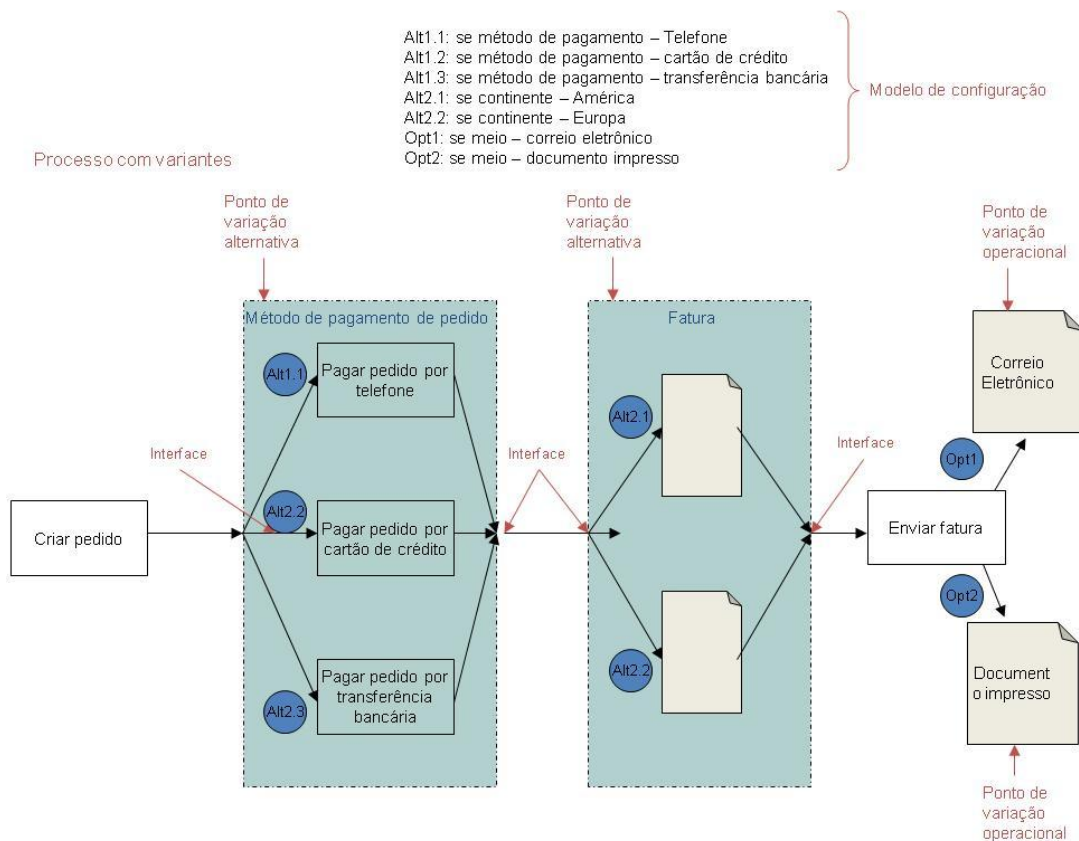 Alt1.1: se método de pagamento – Telefone
Alt1.2: se método de pagamento – cartão de crédito
Alt1.3: se método de pagamento – transferência bancária
Alt2.1: se continente – América
Alt2.2: se continente – Europa
Opt1: se meio – correio eletrônico
Opt2: se meio – documento impresso
Modelo de configuração
Processo com variantes
Ponto de
variação
alternativa
Ponto de
variação
alternativa
Ponto de
variação
operacional
Método de pagamento de pedido
Fatura
Alt1.1
Pagar pedido por
telefone
Alt2.1
Correio
Eletrônico
Interface
Interface
Interface
Opt1
Criar pedido
Alt2.2
Pagar pedido por
cartão de crédito
Enviar fatura
Opt2
Alt2.3
Pagar pedido por
transferência
bancária
Alt2.2
Document
o impresso
Ponto de
variação
operacional